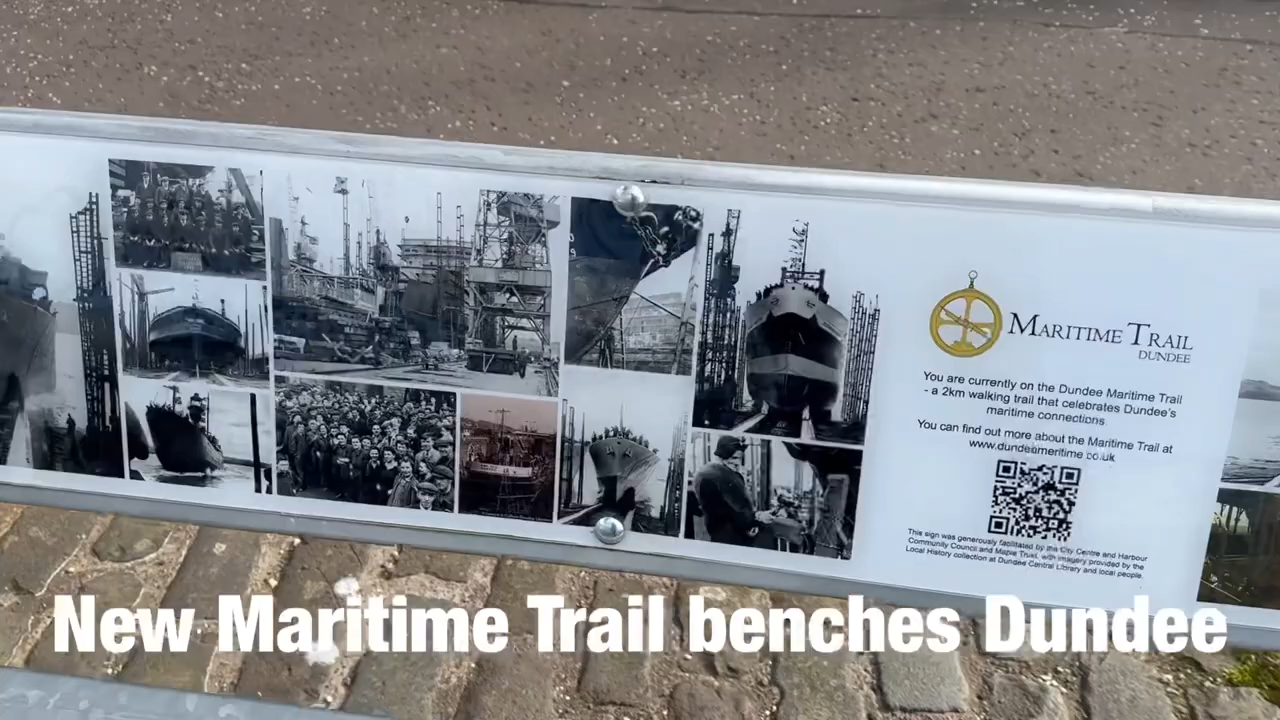 MARITIME TRAIL
DUNDEE
You are currently on the Dundee Maritime Trail
- a 2km walking trail that celebrates Dundee's
maritime connections.
You can find out more about the Maritime Trail at
www.dundeemeritime.co.uk
This sign was generously facilitated by the City Centre and Harbour
Community Council and Maple Trust, with imagery provided by the
Local History collection at Dundee Central Library and local people.
New Maritime Trail benches Dundee